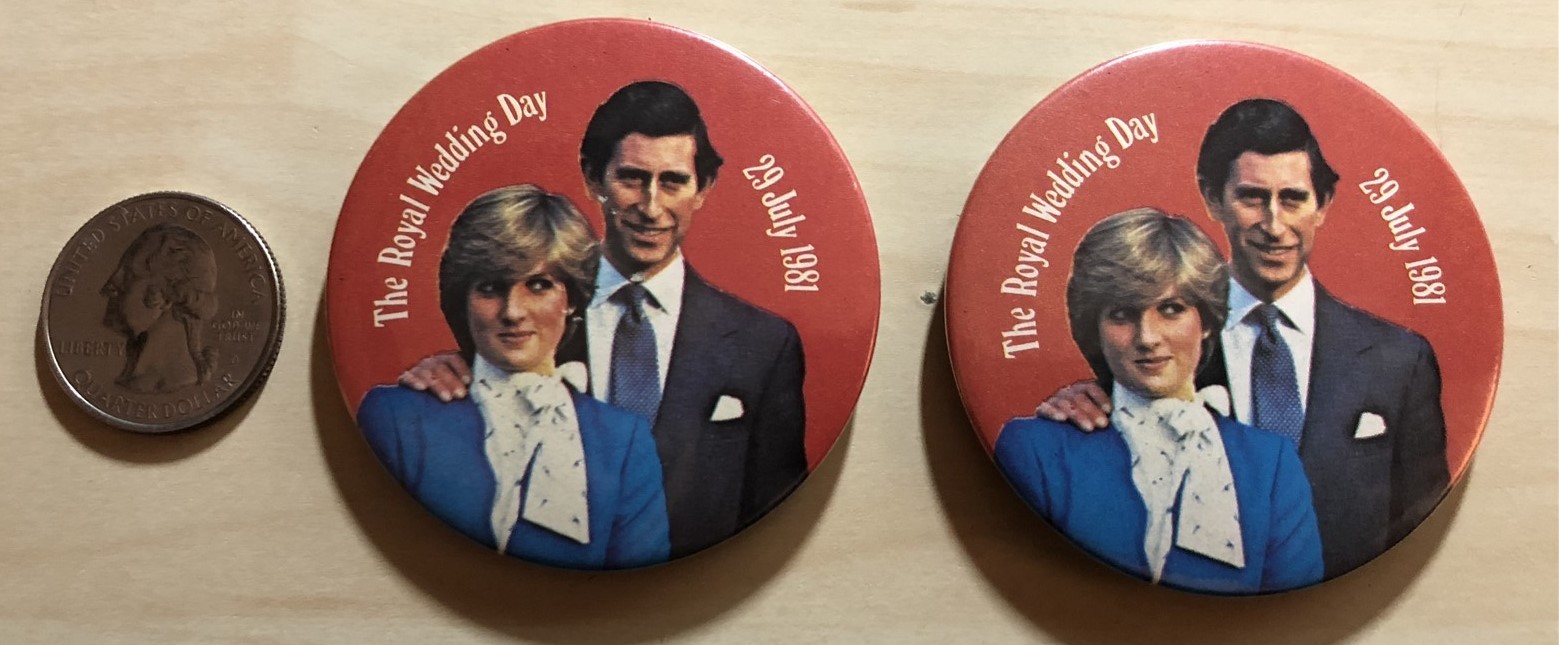 UNITED STATES OF AMERICA
LIBERTY
IN
GOD WE
TRUST
QUARTER DOLLAR
The Royal Wedding Day
29 July 1981
The Royal Wedding Day
29 July 1981